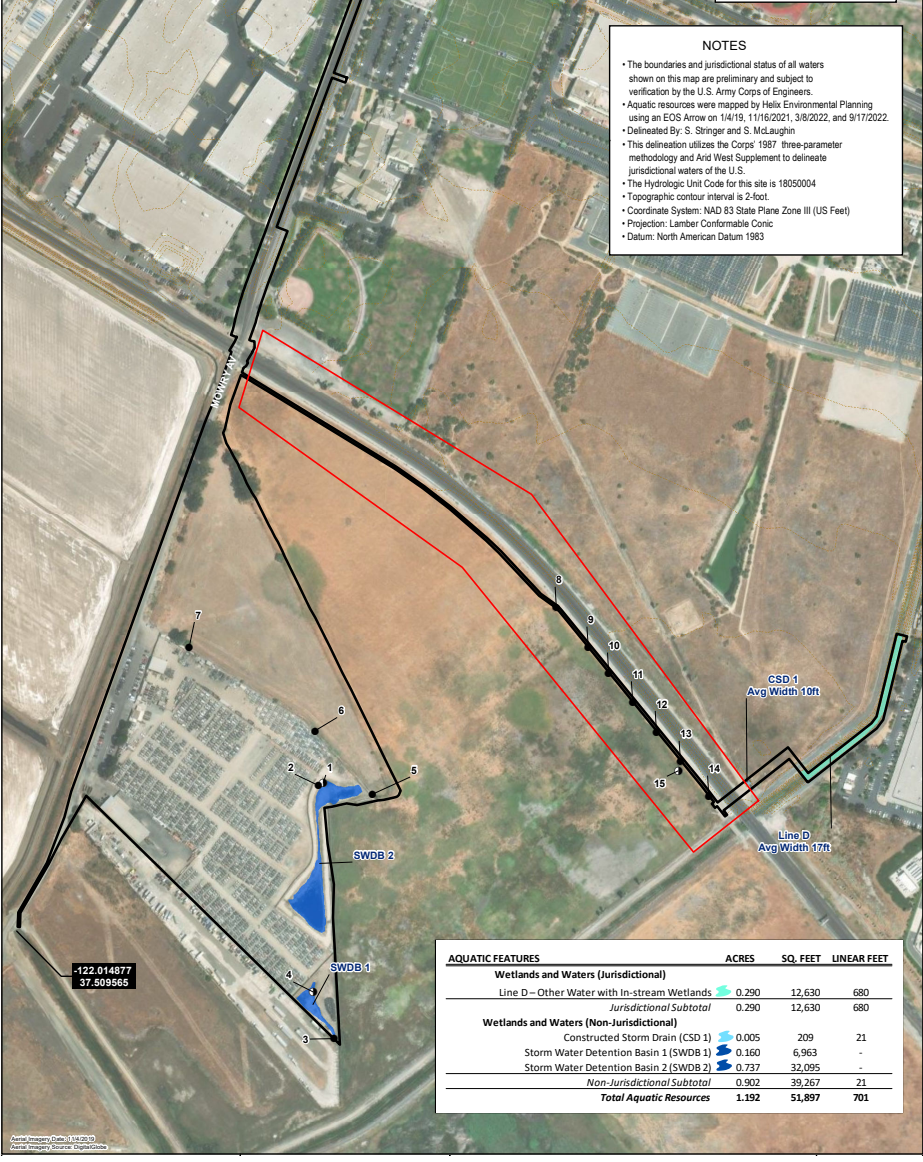 NOTES
• The boundaries and jurisdictional status of all waters
shown on this map are preliminary and subject to
verification by the U.S. Army Corps of Engineers.
• Aquatic resources were mapped by Helix Environmental Planning
using an EOS Arrow on 1/4/19, 11/16/2021, 3/8/2022, and 9/17/2022.
• Delineated By: S. Stringer and S. McLaughin
• This delineation utilizes the Corps' 1987 three-parameter
methodology and Arid West Supplement to delineate
jurisdictional waters of the U.S.
• The Hydrologic Unit Code for this site is 18050004
• Topographic contour interval is 2-foot.
• Coordinate System: NAD 83 State Plane Zone III (US Feet)
• Projection: Lamber Conformable Conic
• Datum: North American Datum 1983
MOWRY AV
8
9
7
10
11
CSD 1
Avg Width 10ft
12
6
13
15
14
2
1
5
Line D
Avg Width 17ft
SWDB 2
-122.014877
37.509565
SWDB 1
4
3
AQUATIC FEATURES ACRES SQ. FEET LINEAR FEET
Wetlands and Waters (Jurisdictional)
Line D – Other Water with In-stream Wetlands 0.290 12,630 680
Jurisdictional Subtotal 0.290 12,630 680
Wetlands and Waters (Non-Jurisdictional)
Constructed Storm Drain (CSD 1) 0.005 209 21
Storm Water Detention Basin 1 (SWDB 1) 0.160 6,963 -
Storm Water Detention Basin 2 (SWDB 2) 0.737 32,095 -
Non-Jurisdictional Subtotal 0.902 39,267 21
Total Aquatic Resources 1.192 51,897 701
Aerial Imagery Date: 11/4/2019
Aerial Imagery Source: DigitalGlobe